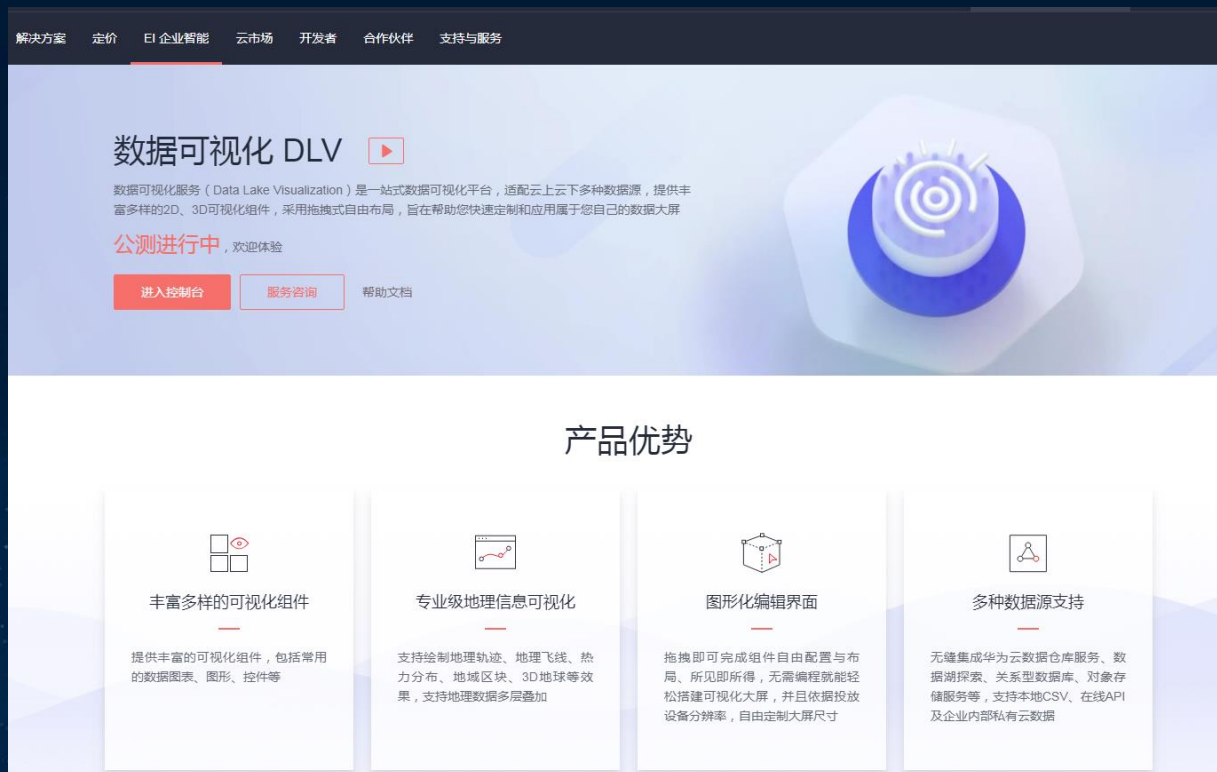 解决方案 定价 EI 企业智能 云市场 开发者 合作伙伴 支持与服务
数据可视化 DLV
数据可视化服务（Data Lake Visualization）是一站式数据可视化平台，适配云上云下多种数据源，提供丰
富多样的2D、3D可视化组件，采用拖拽式自由布局，旨在帮助您快速定制和应用属于您自己的数据大屏
公测进行中，欢迎体验
进入控制台 服务咨询 帮助文档
产品优势
丰富多样的可视化组件
提供丰富的可视化组件，包括常用
的数据图表、图形、控件等
专业级地理信息可视化
支持绘制地理轨迹、地理飞线、热
力分布、地域区块、3D地球等效
果，支持地理数据多层叠加
图形化编辑界面
拖拽即可完成组件自由配置与布
局、所见即所得，无需编程就能轻
松搭建可视化大屏，并且依据投放
设备分辨率，自由定制大屏尺寸
多种数据源支持
无缝集成华为云数据仓库服务、数
据湖探索、关系型数据库、对象存
储服务等，支持本地CSV、在线API
及企业内部私有云数据